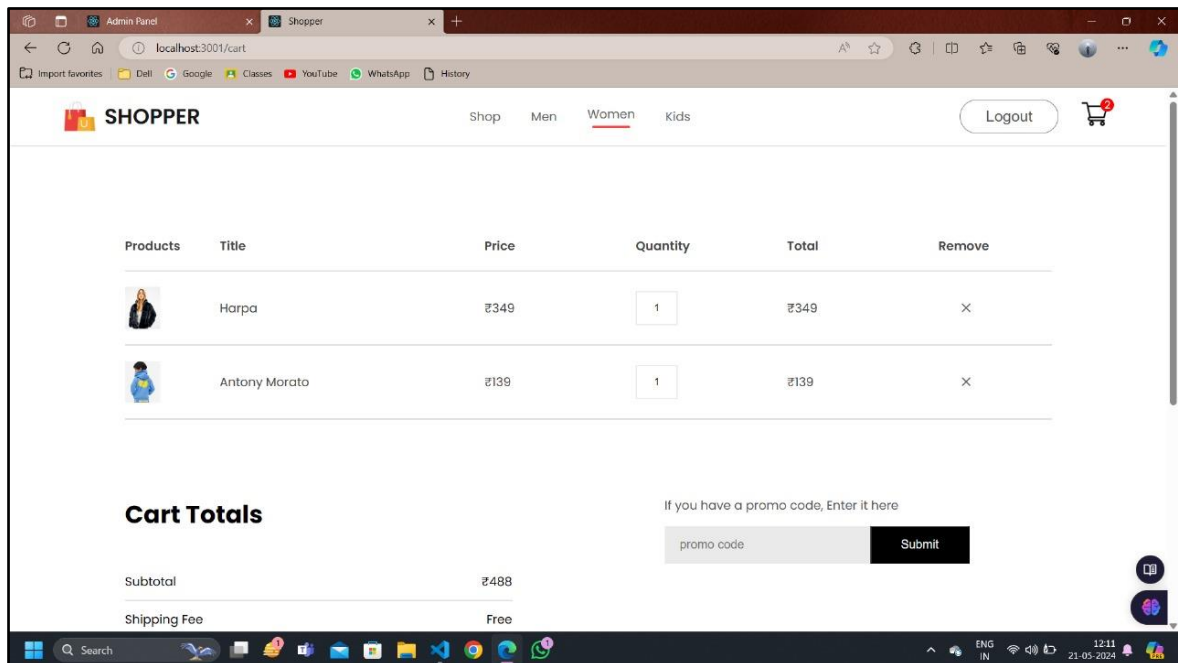 Admin Panel
Shopper
localhost:3001/cart
Import favorites Dell Google Classes YouTube WhatsApp History
SHOPPER
Shop Men Women Kids
Logout
2
Products Title Price Quantity Total Remove
Harpa ₹349 1 ₹349
Antony Morato ₹139 1 ₹139
Cart Totals
If you have a promo code, Enter it here
promo code Submit
Subtotal ₹488
Shipping Fee Free
Search
ENG
IN
12:11
21-05-2024